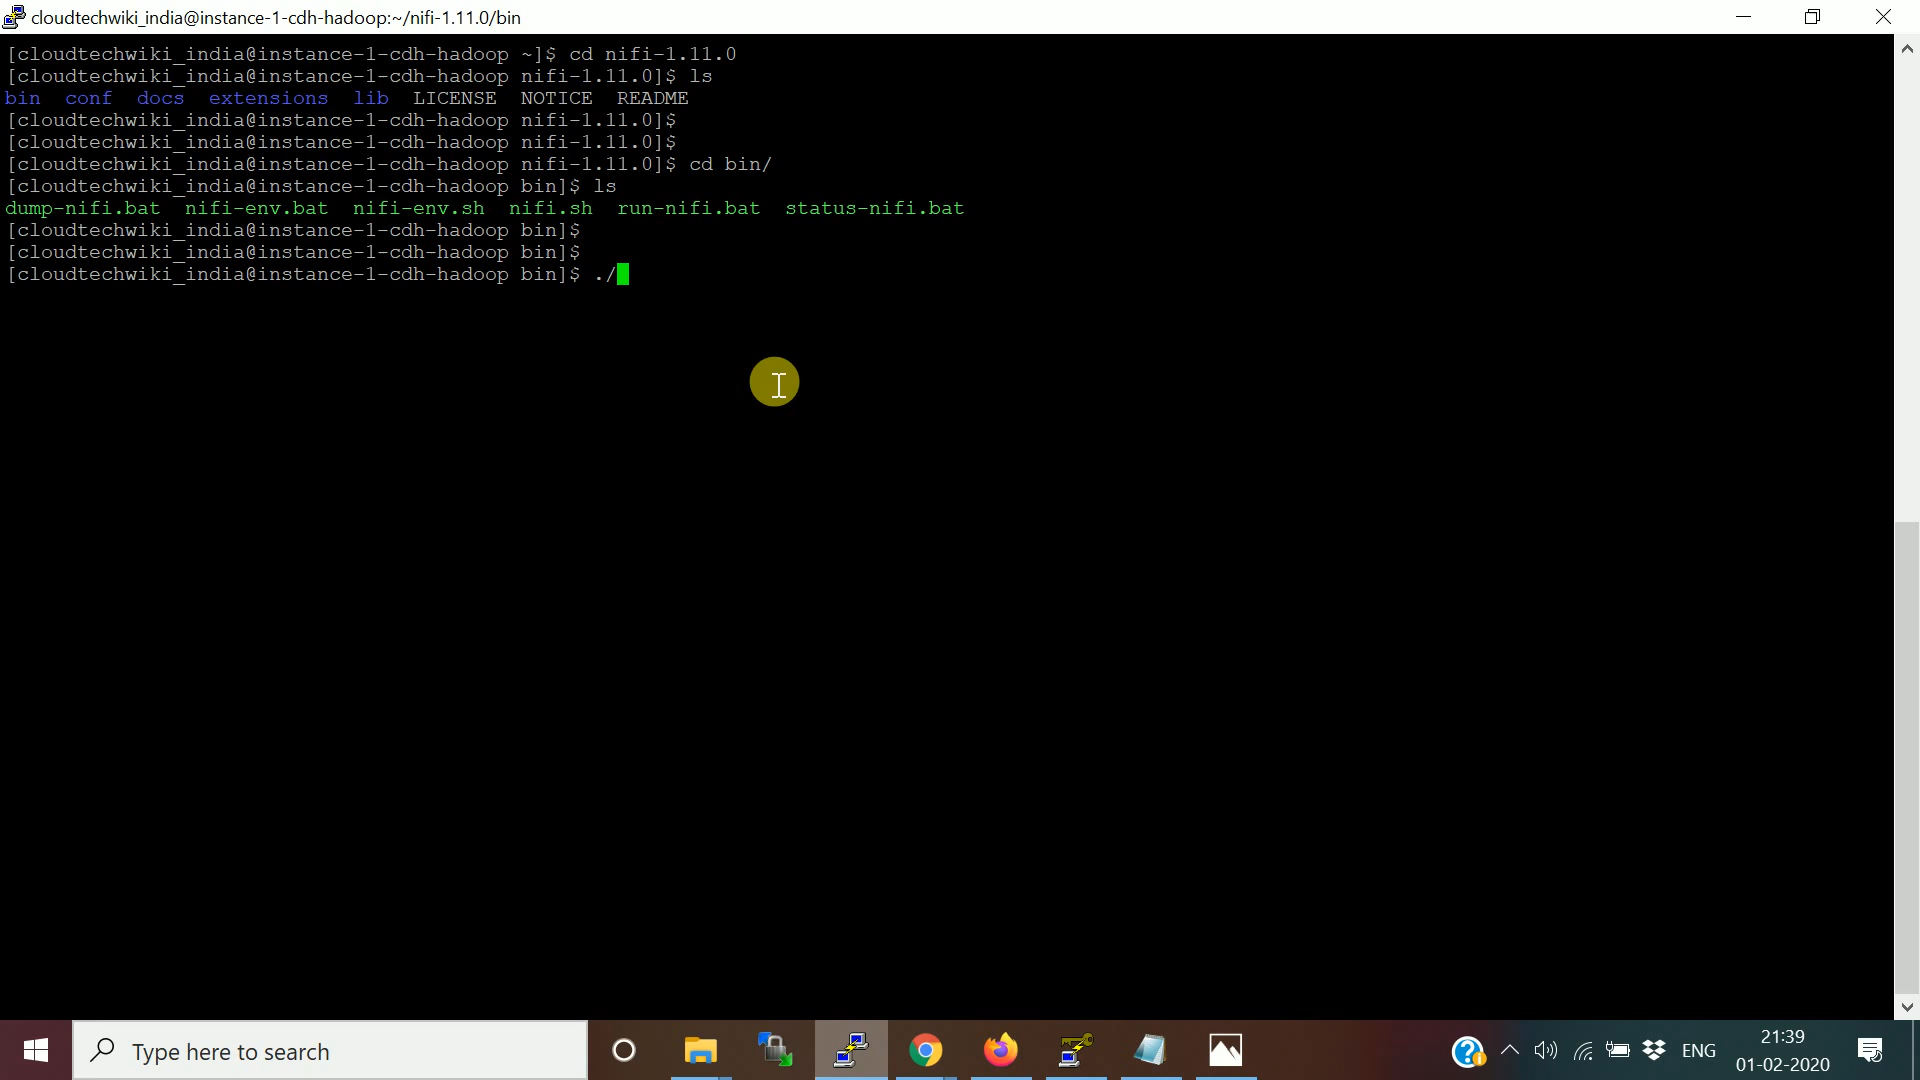 cloudtechwiki_india@instance-1-cdh-hadoop:~/nifi-1.11.0/bin
[cloudtechwiki_india@instance-1-cdh-hadoop ~]$ cd nifi-1.11.0
[cloudtechwiki_india@instance-1-cdh-hadoop nifi-1.11.0]$ ls
bin conf docs extensions lib LICENSE NOTICE README
[cloudtechwiki_india@instance-1-cdh-hadoop nifi-1.11.0]$
[cloudtechwiki_india@instance-1-cdh-hadoop nifi-1.11.0]$
[cloudtechwiki_india@instance-1-cdh-hadoop nifi-1.11.0]$ cd bin/
[cloudtechwiki_india@instance-1-cdh-hadoop bin]$ ls
dump-nifi.bat nifi-env.bat nifi-env.sh nifi.sh run-nifi.bat status-nifi.bat
[cloudtechwiki_india@instance-1-cdh-hadoop bin]$
[cloudtechwiki_india@instance-1-cdh-hadoop bin]$
[cloudtechwiki_india@instance-1-cdh-hadoop bin]$ ./
Type here to search
ENG
21:39
01-02-2020